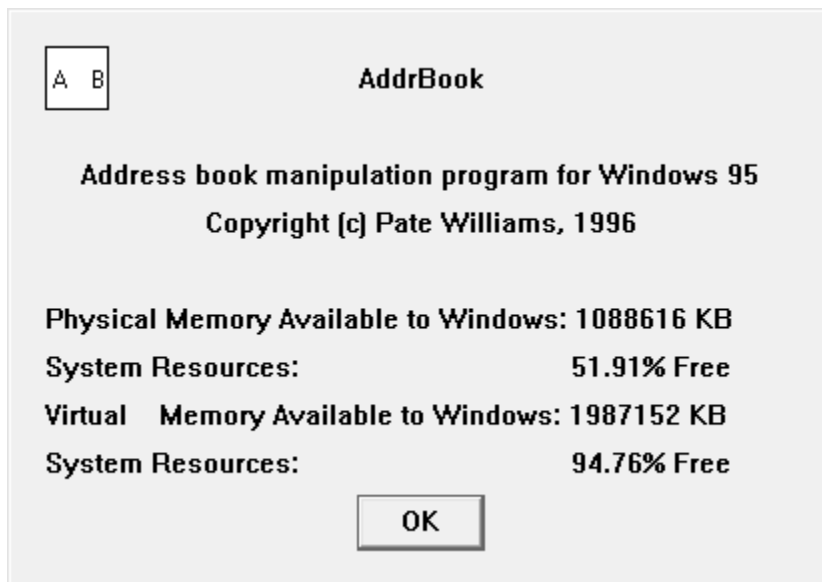 A B
AddrBook
Address book manipulation program for Windows 95
Copyright (c) Pate Williams, 1996
Physical Memory Available to Windows: 1088616 KB
System Resources: 51.91% Free
Virtual Memory Available to Windows: 1987152 KB
System Resources: 94.76% Free
OK